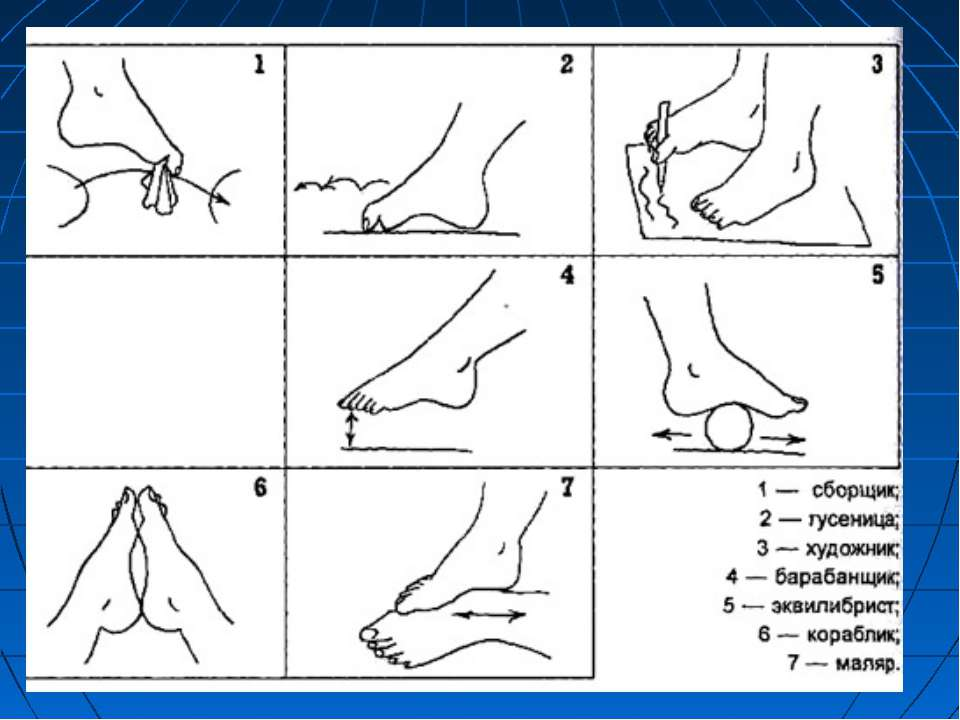 1
2
3
4
5
6
7
1 — сборщик;
2 — гусеница;
3 — художник;
4 — барабанщик;
5 — эквилибрист;
6 — кораблик;
7 — маляр.